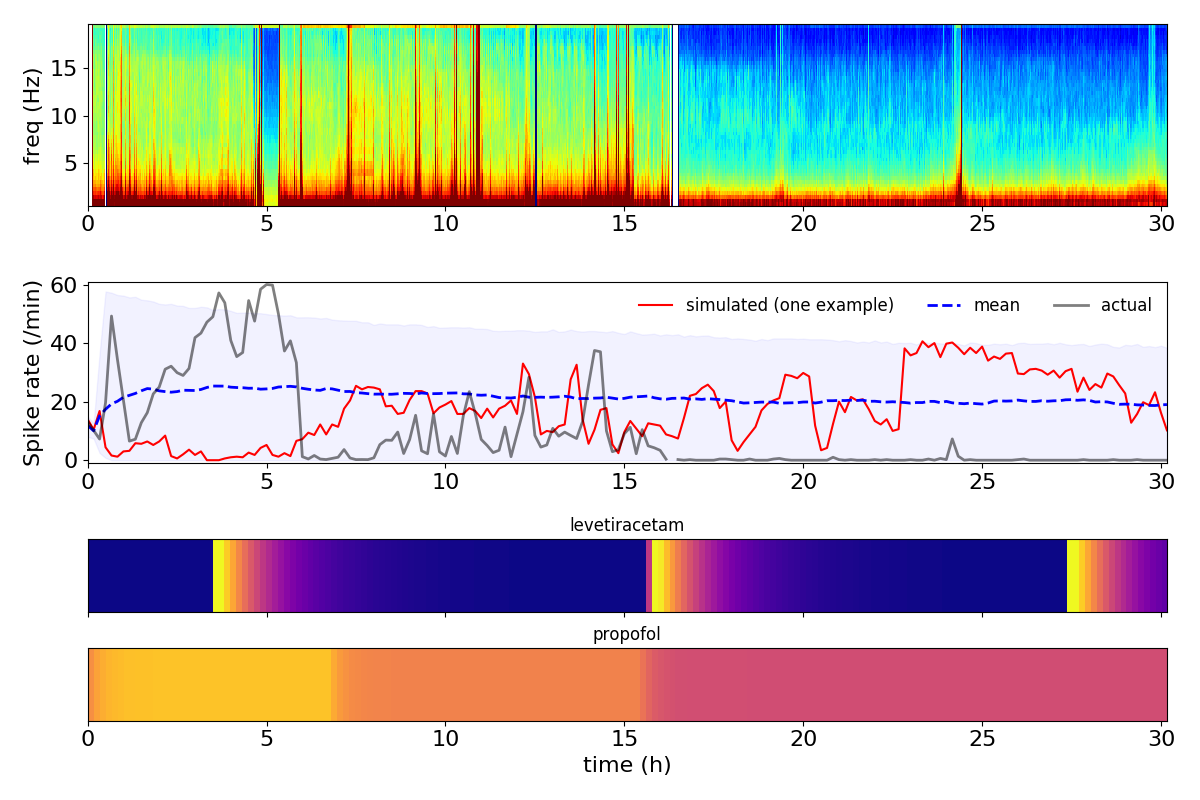 freq (Hz)
15
10
5
0 5 10 15 20 25 30
Spike rate (/min)
60
40
20
0
simulated (one example) mean actual
0 5 10 15 20 25 30
levetiracetam
propofol
0 5 10 15 20 25 30
time (h)